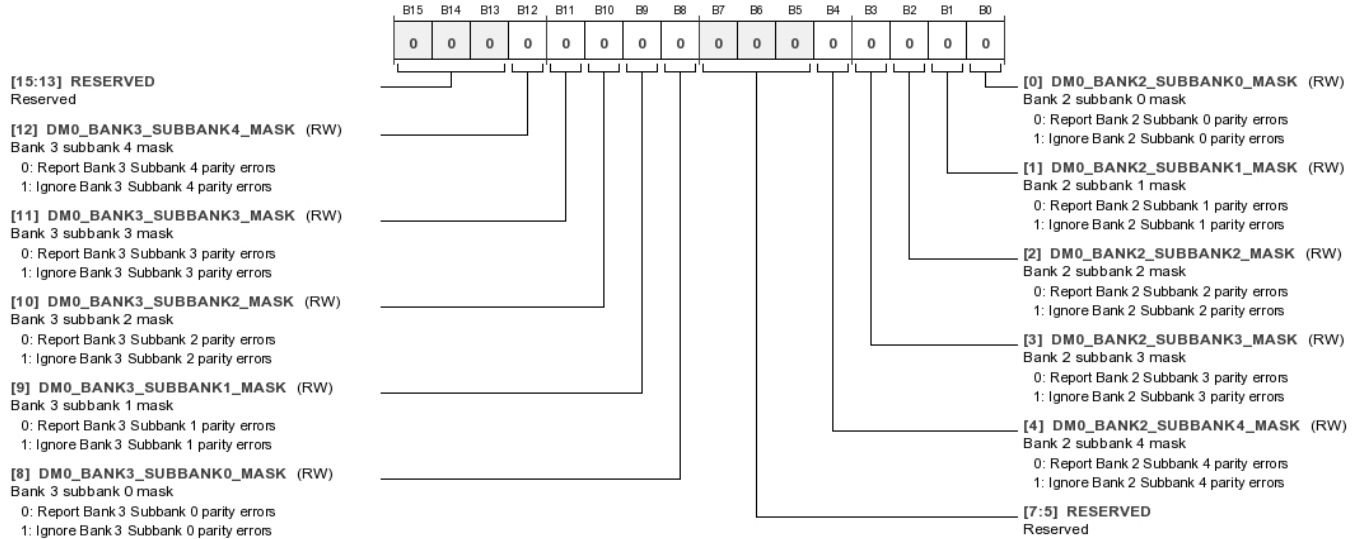 B15 B14 B13 B12 B11 B10 B9 B8 B7 B6 B5 B4 B3 B2 B1 B0
0 0 0 0 0 0 0 0 0 0 0 0 0 0 0 0
[15:13] RESERVED
Reserved
[12] DM0_BANK3_SUBBANK4_MASK (RW)
Bank 3 subbank 4 mask
0: Report Bank 3 Subbank 4 parity errors
1: Ignore Bank 3 Subbank 4 parity errors
[11] DM0_BANK3_SUBBANK3_MASK (RW)
Bank 3 subbank 3 mask
0: Report Bank 3 Subbank 3 parity errors
1: Ignore Bank 3 Subbank 3 parity errors
[10] DM0_BANK3_SUBBANK2_MASK (RW)
Bank 3 subbank 2 mask
0: Report Bank 3 Subbank 2 parity errors
1: Ignore Bank 3 Subbank 2 parity errors
[9] DM0_BANK3_SUBBANK1_MASK (RW)
Bank 3 subbank 1 mask
0: Report Bank 3 Subbank 1 parity errors
1: Ignore Bank 3 Subbank 1 parity errors
[8] DM0_BANK3_SUBBANK0_MASK (RW)
Bank 3 subbank 0 mask
0: Report Bank 3 Subbank 0 parity errors
1: Ignore Bank 3 Subbank 0 parity errors
[0] DM0_BANK2_SUBBANK0_MASK (RW)
Bank 2 subbank 0 mask
0: Report Bank 2 Subbank 0 parity errors
1: Ignore Bank 2 Subbank 0 parity errors
[1] DM0_BANK2_SUBBANK1_MASK (RW)
Bank 2 subbank 1 mask
0: Report Bank 2 Subbank 1 parity errors
1: Ignore Bank 2 Subbank 1 parity errors
[2] DM0_BANK2_SUBBANK2_MASK (RW)
Bank 2 subbank 2 mask
0: Report Bank 2 Subbank 2 parity errors
1: Ignore Bank 2 Subbank 2 parity errors
[3] DM0_BANK2_SUBBANK3_MASK (RW)
Bank 2 subbank 3 mask
0: Report Bank 2 Subbank 3 parity errors
1: Ignore Bank 2 Subbank 3 parity errors
[4] DM0_BANK2_SUBBANK4_MASK (RW)
Bank 2 subbank 4 mask
0: Report Bank 2 Subbank 4 parity errors
1: Ignore Bank 2 Subbank 4 parity errors
[7:5] RESERVED
Reserved